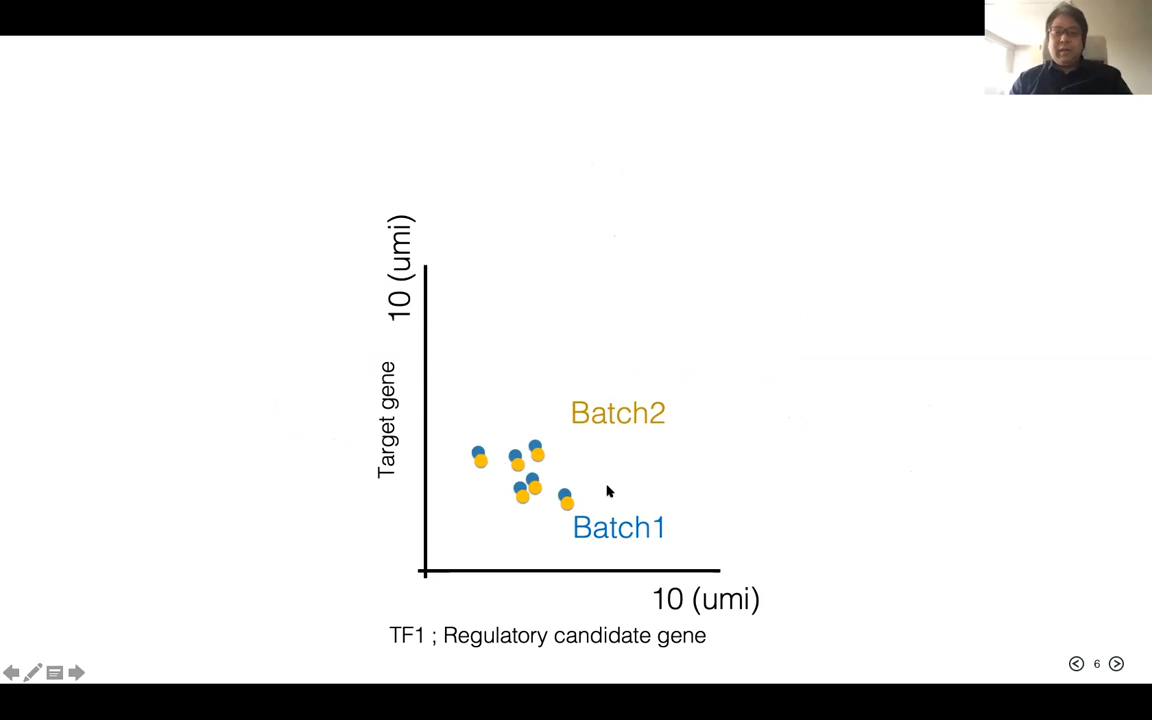 10 (umi)
Target gene
Batch2
Batch1
10 (umi)
TF1 ; Regulatory candidate gene
6